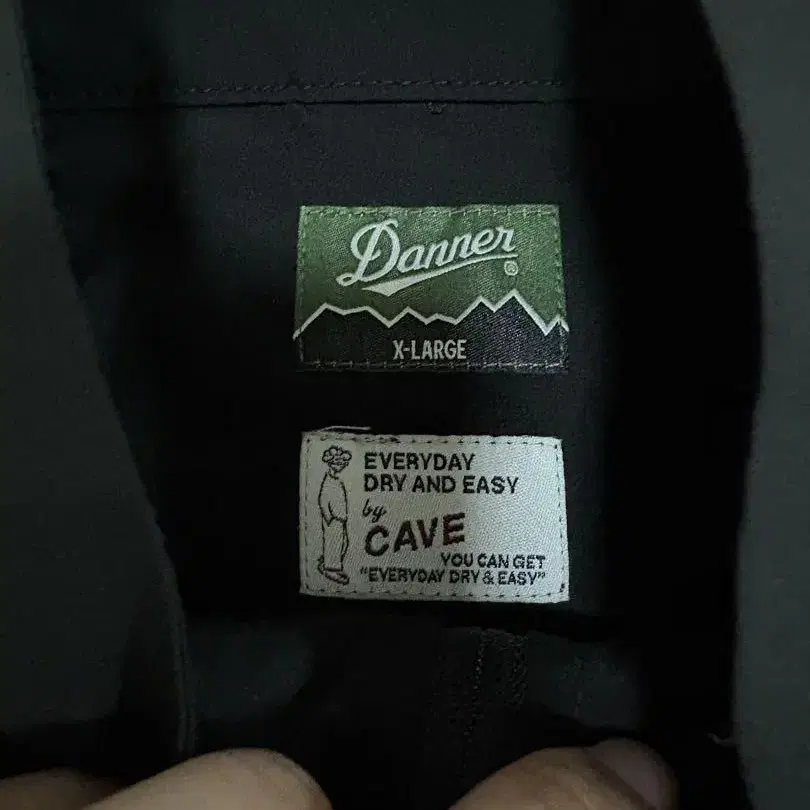 Danner
®
X-LARGE
EVERYDAY
DRY AND EASY
by
CAVE
YOU CAN GET
"EVERYDAY DRY & EASY"